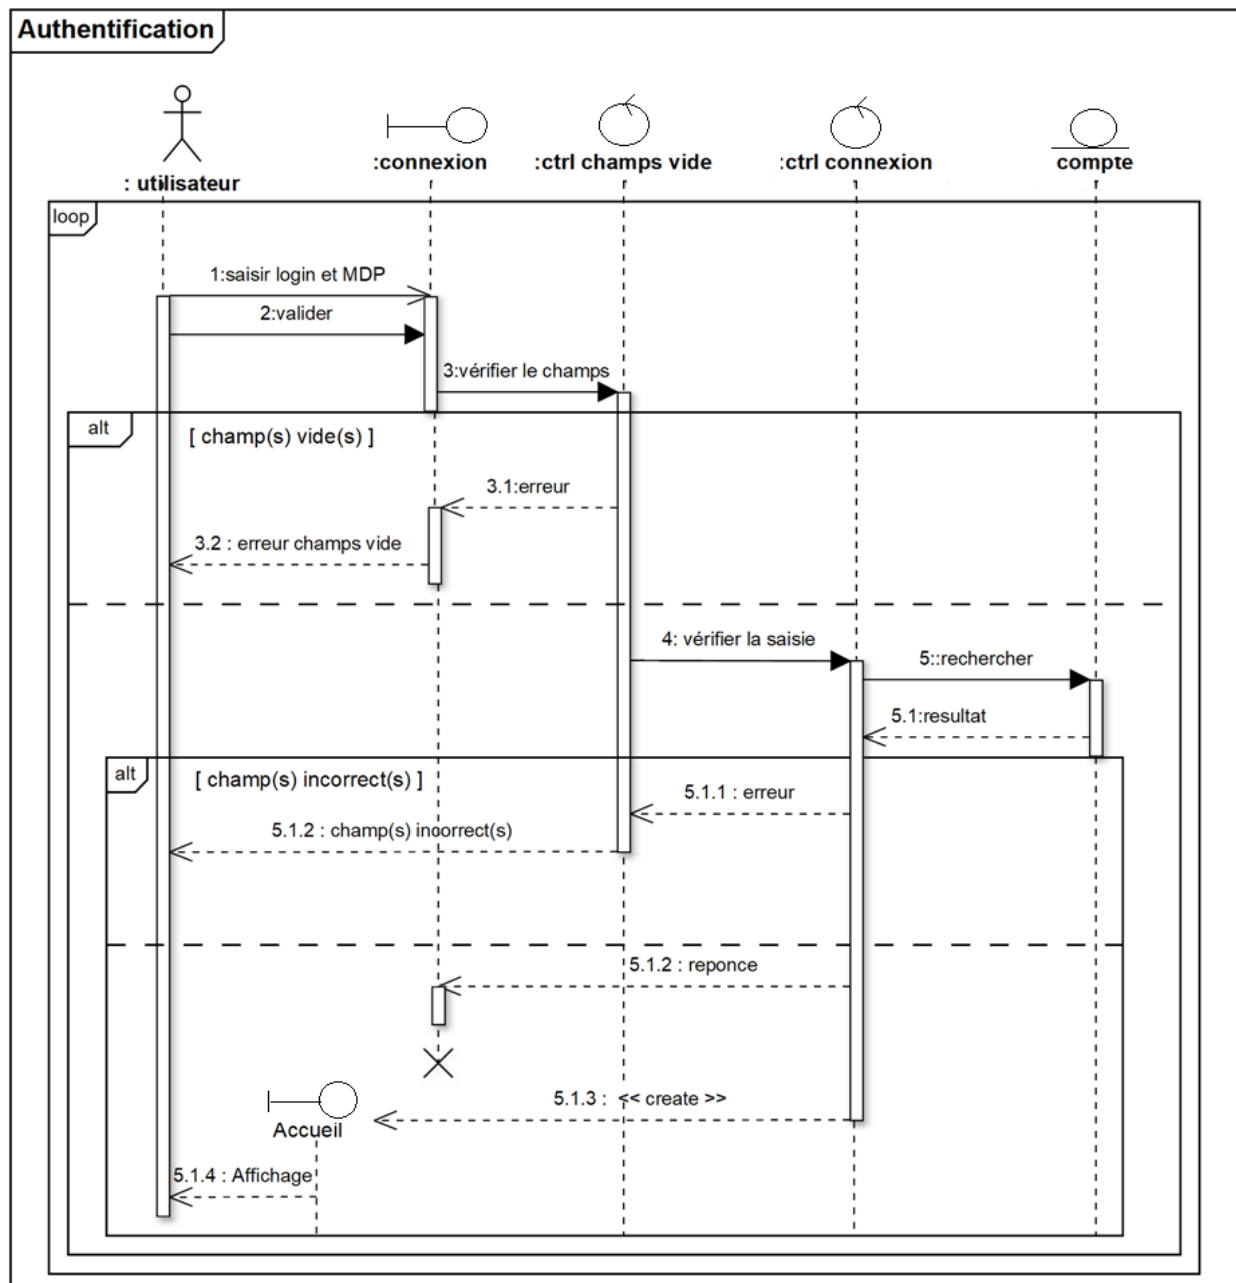 Authentification
: utilisateur
:connexion
:ctrl champs vide
:ctrl connexion
compte
loop
1:saisir login et MDP
2:valider
3:vérifier le champs
alt
[ champ(s) vide(s) ]
3.1:erreur
3.2 : erreur champs vide
4: vérifier la saisie
5::rechercher
5.1:resultat
alt
[ champ(s) incorrect(s) ]
5.1.1 : erreur
5.1.2 : champ(s) incorrect(s)
5.1.2 : reponce
5.1.3 : << create >>
Accueil
5.1.4 : Affichage